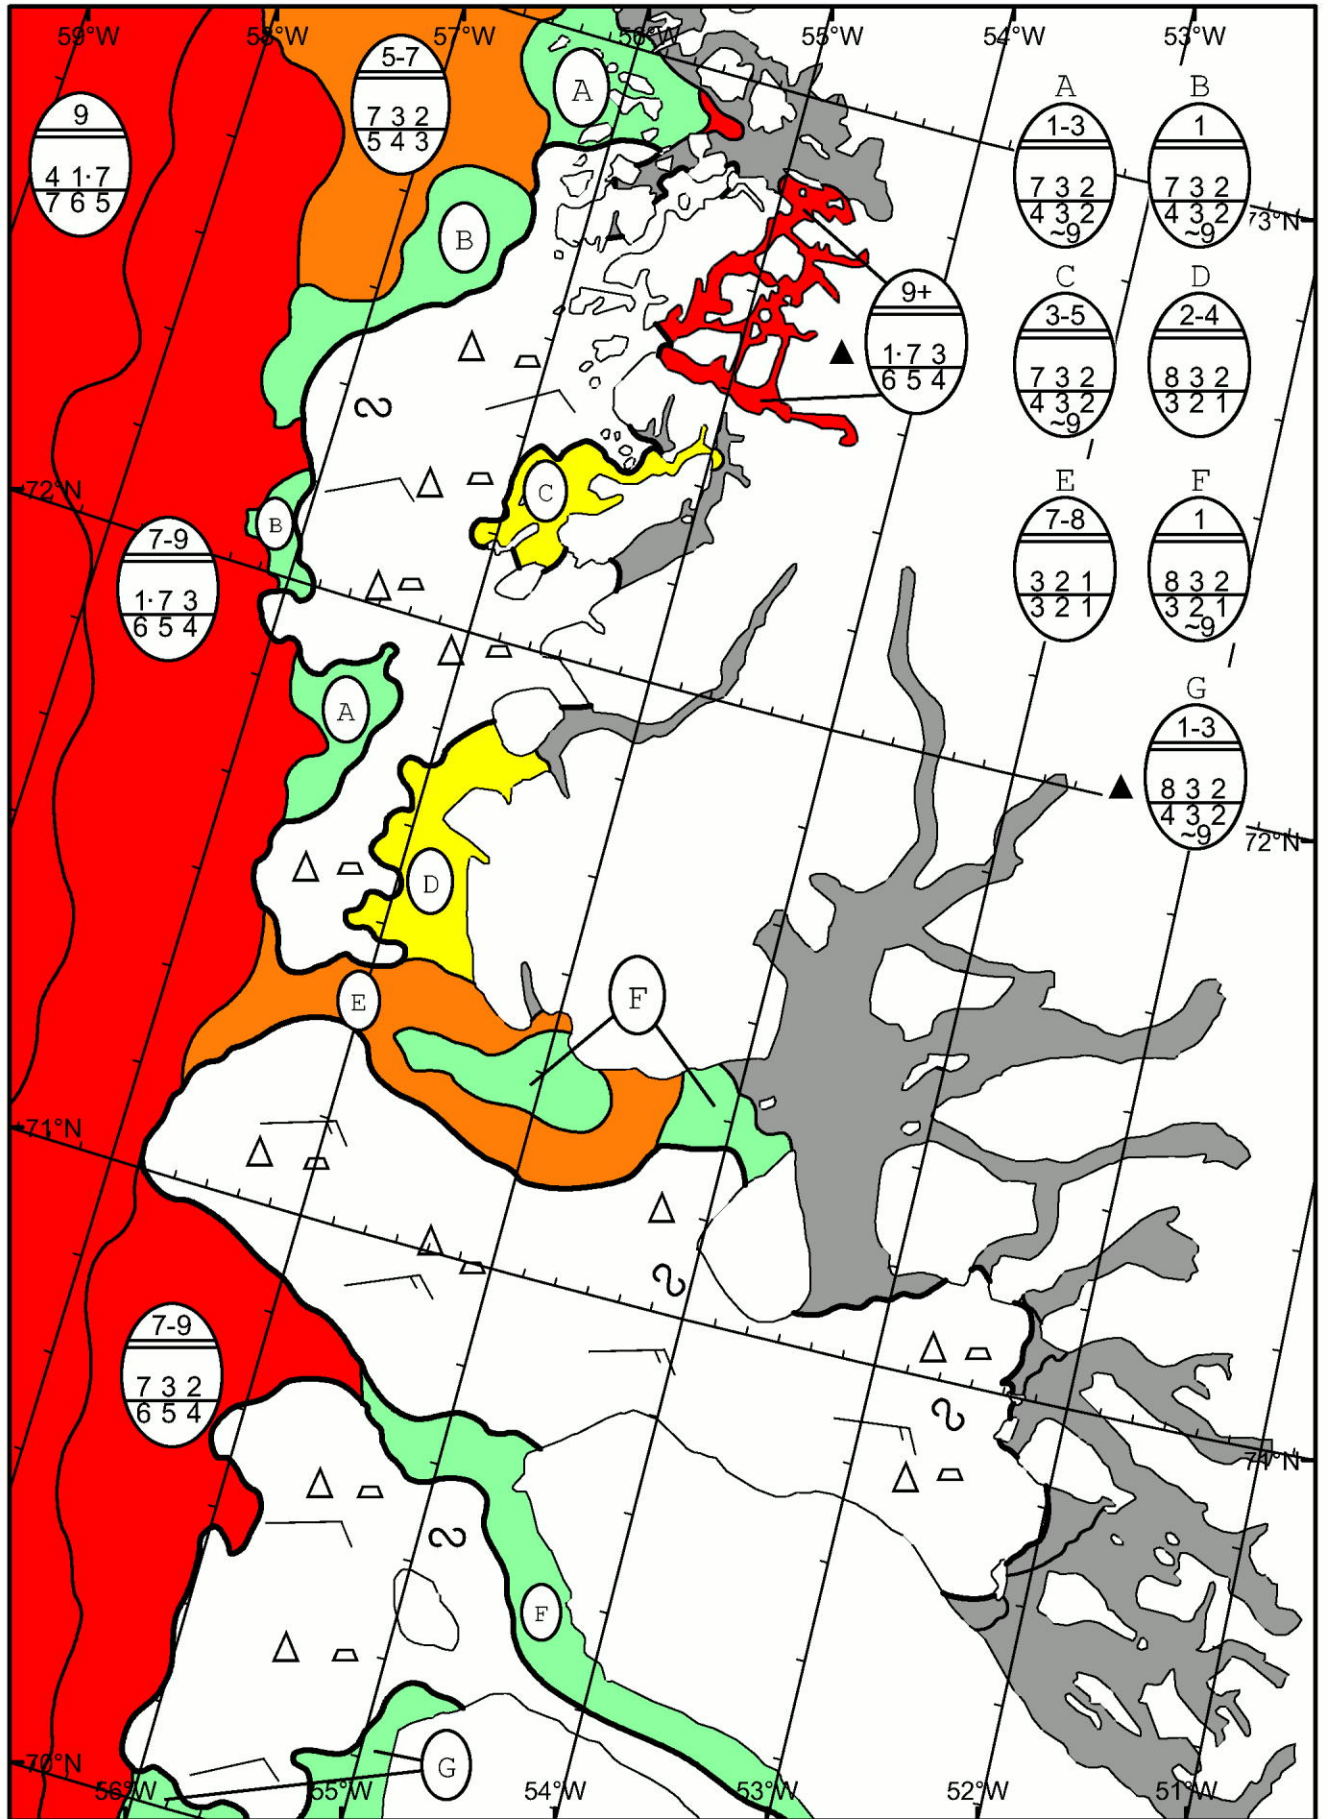 59°W 58°W 57°W 56°W 55°W 54°W 53°W
5-7
7 3 2
5 4 3
A
9
4 1·7
7 6 5
A
1-3
7 3 2
4 3 2
~9
B
1
7 3 2
4 3 2
~9
73°N
B
C
3-5
7 3 2
4 3 2
~9
D
2-4
8 3 2
3 2 1
9+
1·7 3
6 5 4
72°N
C
B
E
7-8
3 2 1
3 2 1
F
1
8 3 2
3 2 1
~9
7-9
1·7 3
6 5 4
A
G
1-3
8 3 2
4 3 2
~9
72°N
D
E
F
71°N
7-9
7 3 2
6 5 4
71°N
F
G
70°N
56°W 55°W 54°W 53°W 52°W 51°W